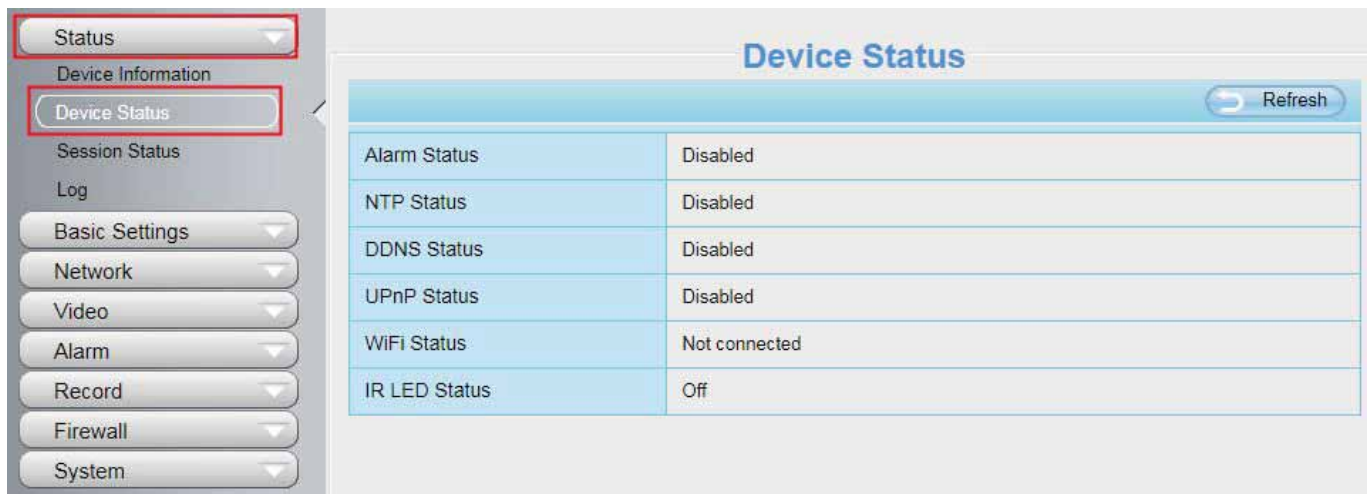 Status
Device Information
Device Status
Session Status
Log
Basic Settings
Network
Video
Alarm
Record
Firewall
System
Device Status
Refresh
Alarm Status Disabled
NTP Status Disabled
DDNS Status Disabled
UPnP Status Disabled
WiFi Status Not connected
IR LED Status Off